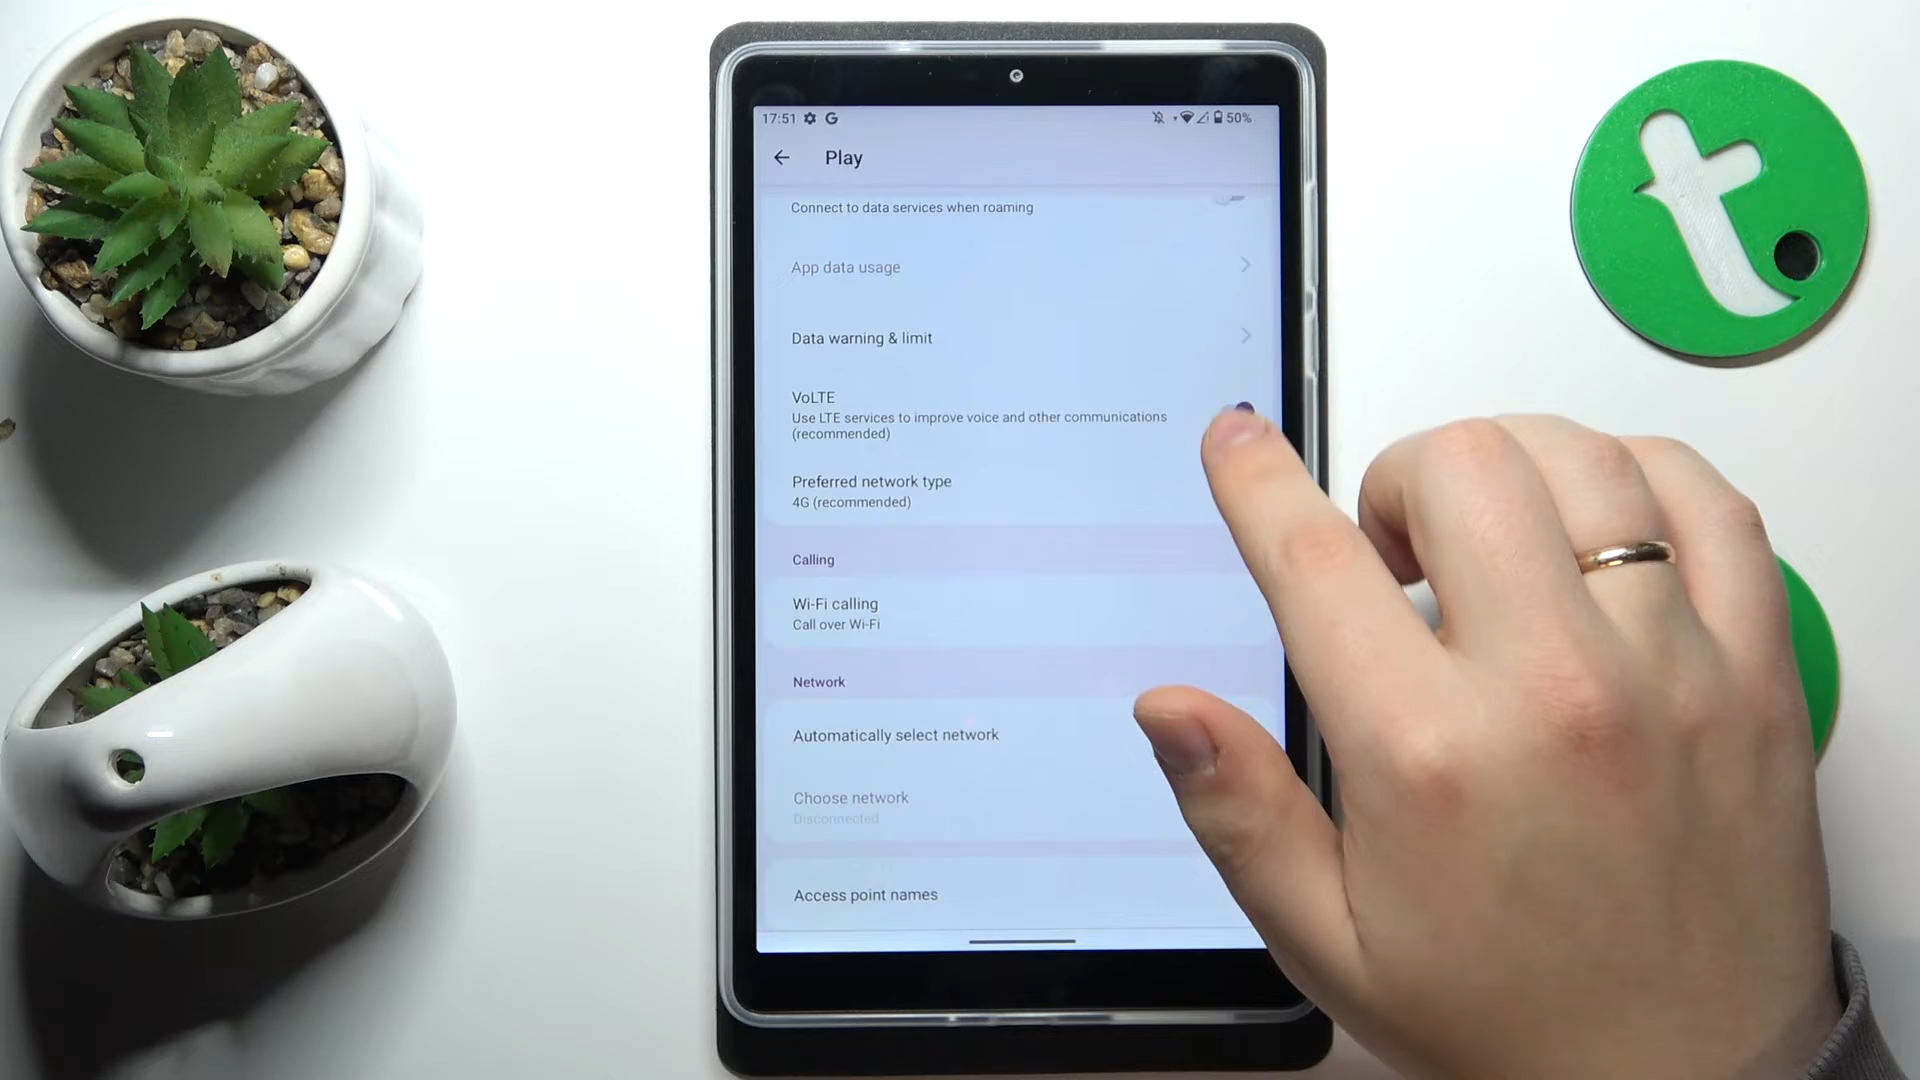 17:51 G 50%
Play
Connect to data services when roaming
App data usage
Data warning & limit
VoLTE
Use LTE services to improve voice and other communications
(recommended)
Preferred network type
4G (recommended)
Calling
Wi-Fi calling
Call over Wi-Fi
Network
Automatically select network
Choose network
Disconnected
Access point names
t